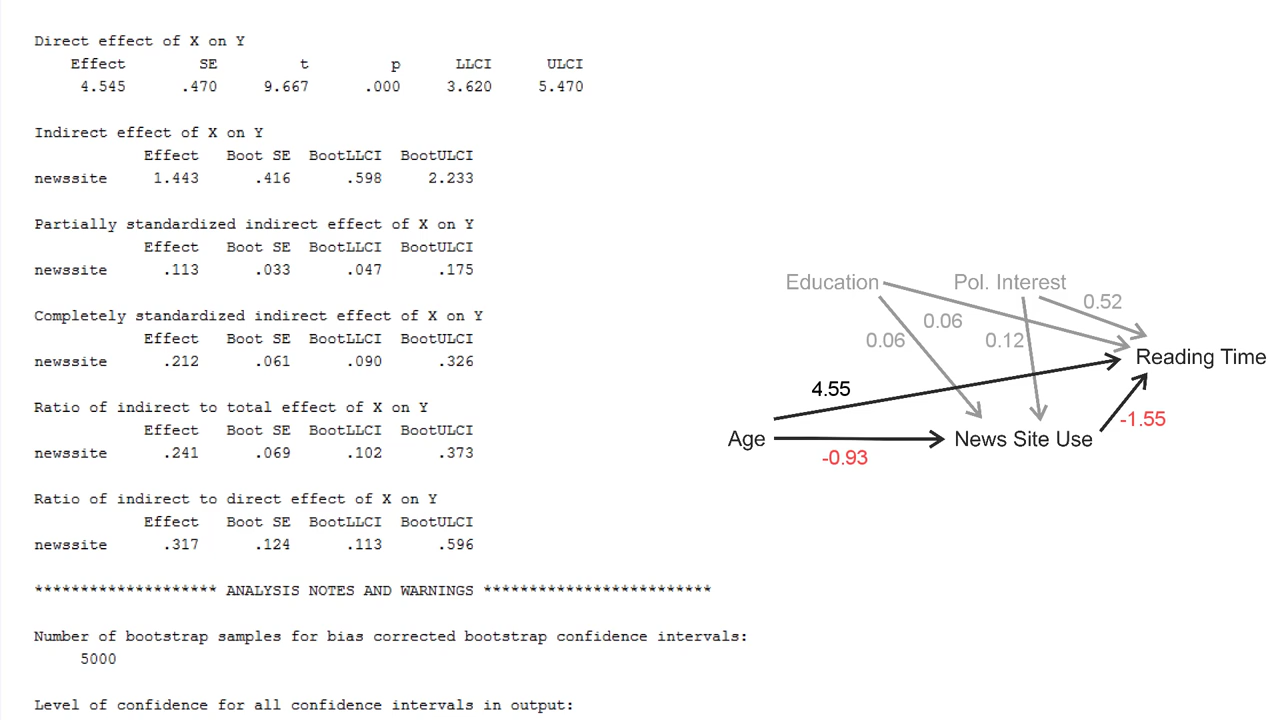 Direct effect of X on Y
Effect SE t p LLCI ULCI
4.545 .470 9.667 .000 3.620 5.470
Indirect effect of X on Y
Effect Boot SE BootLLCI BootULCI
newssite 1.443 .416 .598 2.233
Partially standardized indirect effect of X on Y
Effect Boot SE BootLLCI BootULCI
newssite .113 .033 .047 .175
Completely standardized indirect effect of X on Y
Effect Boot SE BootLLCI BootULCI
newssite .212 .061 .090 .326
Ratio of indirect to total effect of X on Y
Effect Boot SE BootLLCI BootULCI
newssite .241 .069 .102 .373
Ratio of indirect to direct effect of X on Y
Effect Boot SE BootLLCI BootULCI
newssite .317 .124 .113 .596
******************** ANALYSIS NOTES AND WARNINGS *************************
Number of bootstrap samples for bias corrected bootstrap confidence intervals:
5000
Level of confidence for all confidence intervals in output:
Education Pol. Interest
0.52
0.06
0.06 0.12
Reading Time
4.55
-1.55
Age News Site Use
-0.93